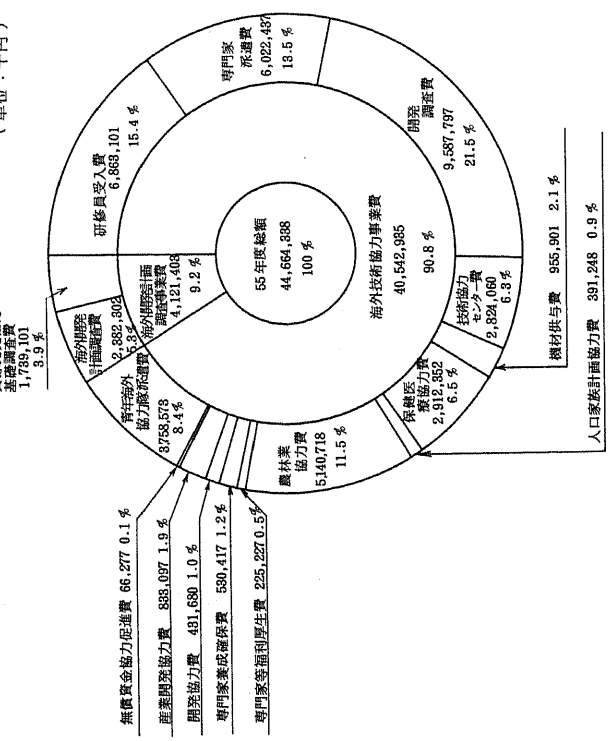 （単位：千円）
研修員受入費
6,863,101
15.4 %
専門家
派遣費
6,022,437
13.5 %
開発
調査費
9,587,797
21.5 %
技術協力
センター費
2,824,060
6.3 %
機材供与費 955,901 2.1 %
保健医
療協力費
2,912,352
6.5 %
人口家族計画協力費 391,248 0.9 %
農林業
協力費
5,140,718
11.5 %
専門家等福利厚生費 225,227 0.5 %
専門家養成確保費 530,417 1.2 %
開発協力費 431,680 1.0 %
産業開発協力費 833,097 1.9 %
無償資金協力促進費 66,277 0.1 %
青年海外
協力隊派遣費
3,758,573
8.4 %
海外開発
計画調査費
2,382,302
5.3 %
基礎調査費
1,739,101
3.9 %
海外開発計画
調査事業費
4,121,403
9.2 %
55年度総額
44,664,338
100 %
海外技術協力事業費
40,542,935
90.8 %